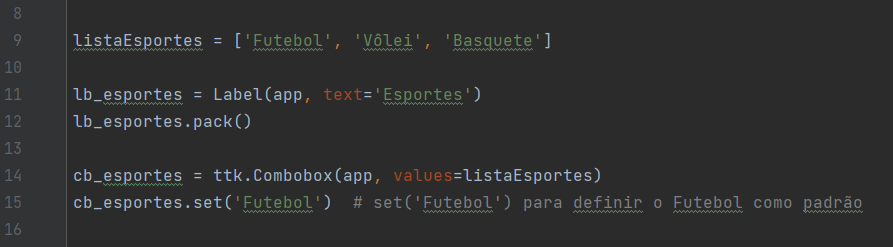 8
9 listaEsportes = ['Futebol', 'Vôlei', 'Basquete']
10
11 lb_esportes = Label(app, text='Esportes')
12 lb_esportes.pack()
13
14 cb_esportes = ttk.Combobox(app, values=listaEsportes)
15 cb_esportes.set('Futebol')  # set('Futebol') para definir o Futebol como padrão
16